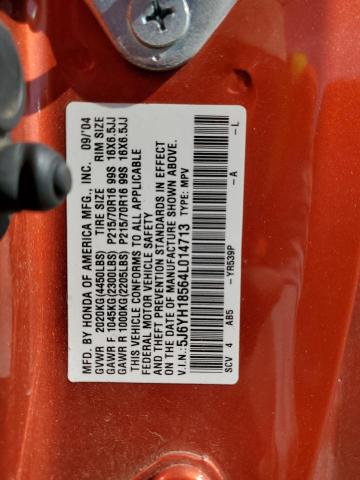 MFD. BY HONDA OF AMERICA MFG., INC. 09/'04
GVWR 2020KG(4450LBS) TIRE SIZE RIM SIZE
GAWR F 1045KG(2300LBS) P215/70R16 99S 16X6.5JJ
GAWR R 1000KG(2205LBS) P215/70R16 99S 16X6.5JJ
THIS VEHICLE CONFORMS TO ALL APPLICABLE
FEDERAL MOTOR VEHICLE SAFETY
AND THEFT PREVENTION STANDARDS IN EFFECT
ON THE DATE OF MANUFACTURE SHOWN ABOVE.
V.I.N.:5J6YH18564L014713 TYPE: MPV
-YR539P -A -L
SCV 4 AB5